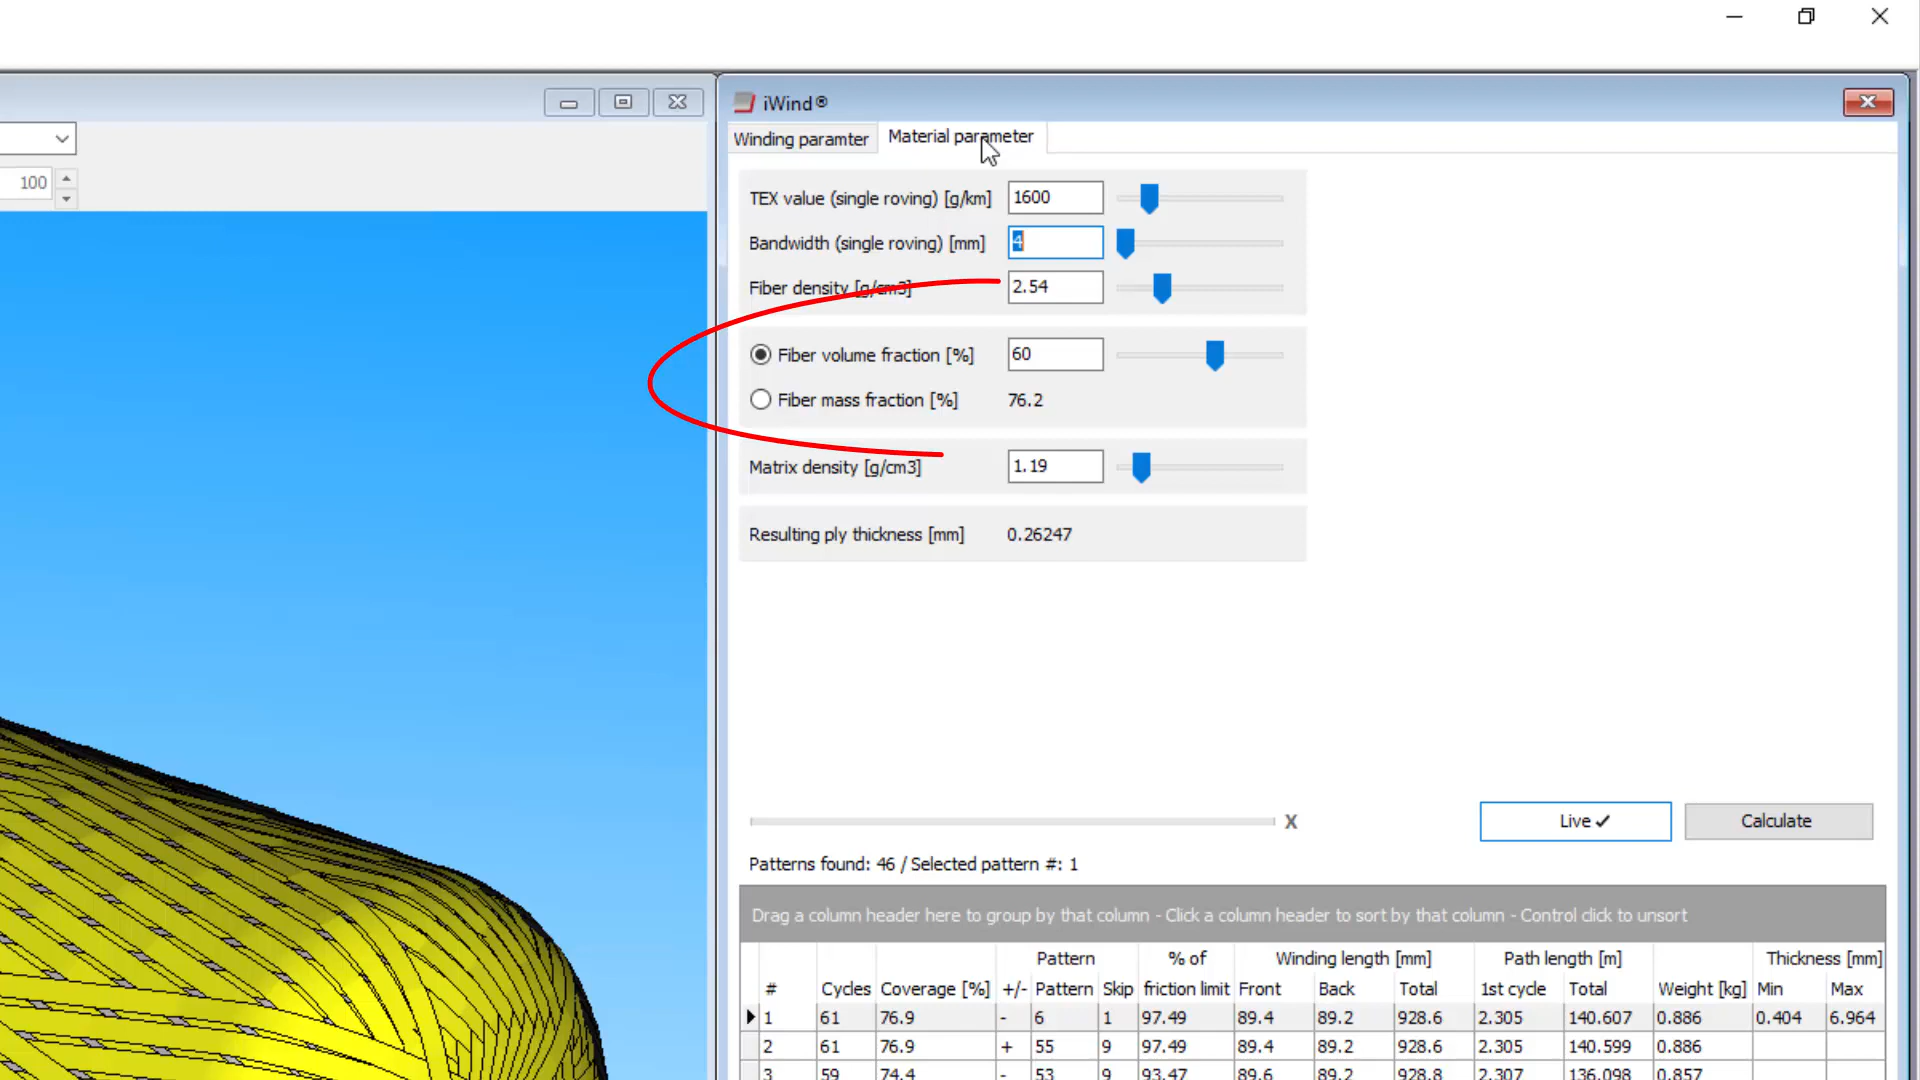 iWind®
Winding paramter
Material parameter
100
TEX value (single roving) [g/km] 1600
Bandwidth (single roving) [mm] 4
Fiber density [g/cm3] 2.54
Fiber volume fraction [%] 60
Fiber mass fraction [%] 76.2
Matrix density [g/cm3] 1.19
Resulting ply thickness [mm] 0.26247
X
Live ✓
Calculate
Patterns found: 46 / Selected pattern #: 1
Drag a column header here to group by that column - Click a column header to sort by that column - Control click to unsort
Pattern % of Winding length [mm] Path length [m] Thickness [mm]
# Cycles Coverage [%] +/- Pattern Skip friction limit Front Back Total 1st cycle Total Weight [kg] Min Max
1 61 76.9 - 6 1 97.49 89.4 89.2 928.6 2.305 140.607 0.886 0.404 6.964
2 61 76.9 + 55 9 97.49 89.4 89.2 928.6 2.305 140.599 0.886
3 59 74.4 - 53 9 93.47 89.6 89.2 928.8 2.307 136.098 0.857